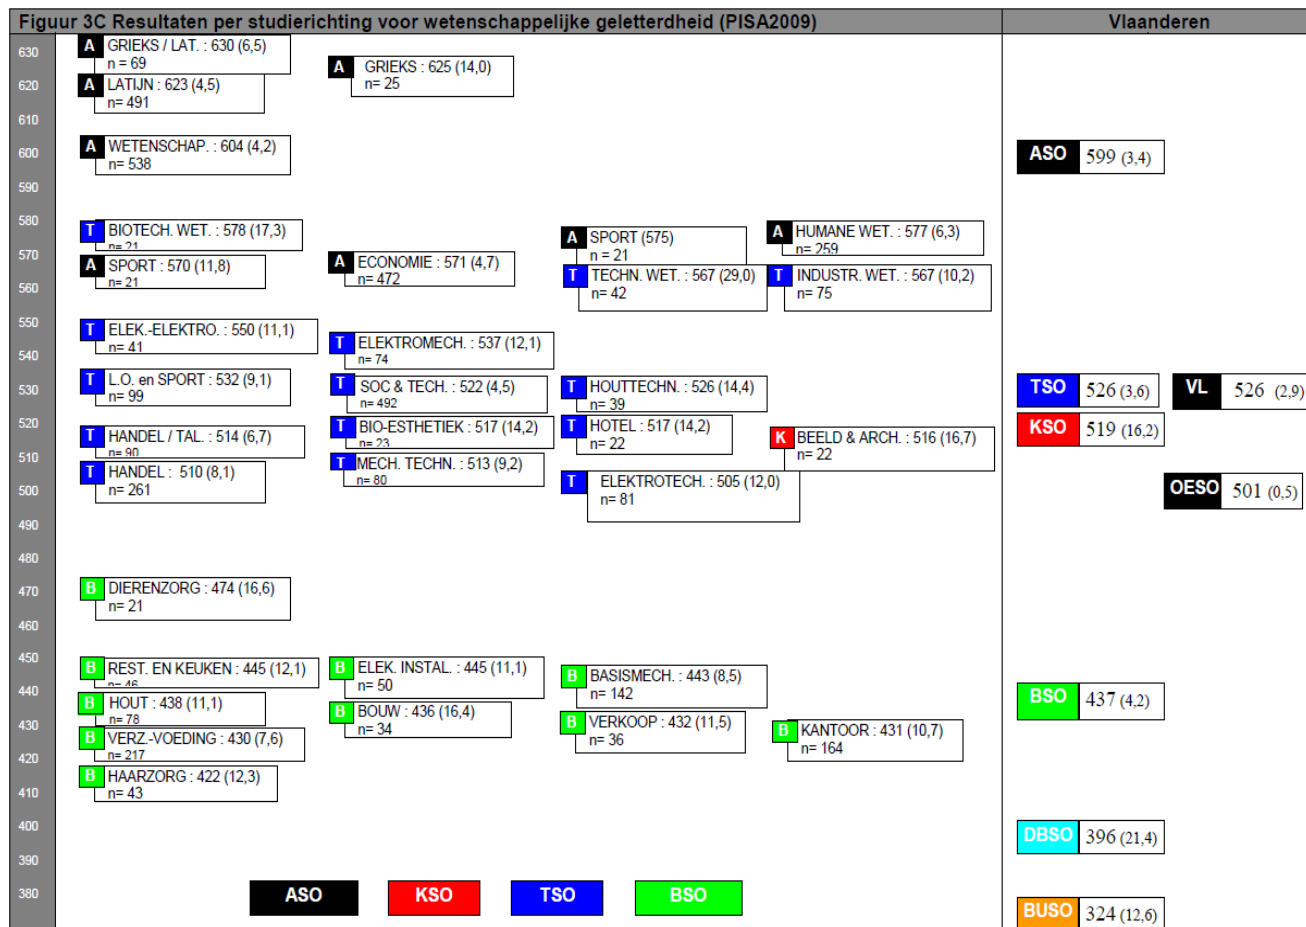 Figuur 3C Resultaten per studierichting voor wetenschappelijke geletterdheid (PISA2009)
Vlaanderen
630
A GRIEKS / LAT. : 630 (6,5)
n = 69
A GRIEKS : 625 (14,0)
n= 25
620
A LATIJN : 623 (4,5)
n= 491
610
600
A WETENSCHAP. : 604 (4,2)
n= 538
ASO 599 (3,4)
590
580
T BIOTECH. WET. : 578 (17,3)
n= 21
A SPORT (575)
n = 21
A HUMANE WET. : 577 (6,3)
n= 259
570
A SPORT : 570 (11,8)
n= 21
A ECONOMIE : 571 (4,7)
n= 472
T TECHN. WET. : 567 (29,0)
n= 42
T INDUSTR. WET. : 567 (10,2)
n= 75
560
550
T ELEK.-ELEKTRO. : 550 (11,1)
n= 41
540
T ELEKTROMECH. : 537 (12,1)
n= 74
530
T L.O. en SPORT : 532 (9,1)
n= 99
T SOC & TECH. : 522 (4,5)
n= 492
T HOUTTECHN. : 526 (14,4)
n= 39
TSO 526 (3,6)
VL 526 (2,9)
520
T HANDEL / TAL. : 514 (6,7)
n= 90
T BIO-ESTHETIEK : 517 (14,2)
n= 23
T HOTEL : 517 (14,2)
n= 22
K BEELD & ARCH. : 516 (16,7)
n= 22
KSO 519 (16,2)
510
T HANDEL : 510 (8,1)
n= 261
T MECH. TECHN. : 513 (9,2)
n= 80
T ELEKTROTECH. : 505 (12,0)
n= 81
500
OESO 501 (0,5)
490
480
470
B DIERENZORG : 474 (16,6)
n= 21
460
450
B REST. EN KEUKEN : 445 (12,1)
n= 46
B ELEK. INSTAL. : 445 (11,1)
n= 50
B BASISMECH. : 443 (8,5)
n= 142
440
B HOUT : 438 (11,1)
n= 78
B BOUW : 436 (16,4)
n= 34
B VERKOOP : 432 (11,5)
n= 36
B KANTOOR : 431 (10,7)
n= 164
BSO 437 (4,2)
430
B VERZ.-VOEDING : 430 (7,6)
n= 217
420
B HAARZORG : 422 (12,3)
n= 43
410
400
DBSO 396 (21,4)
390
380
ASO
KSO
TSO
BSO
BUSO 324 (12,6)